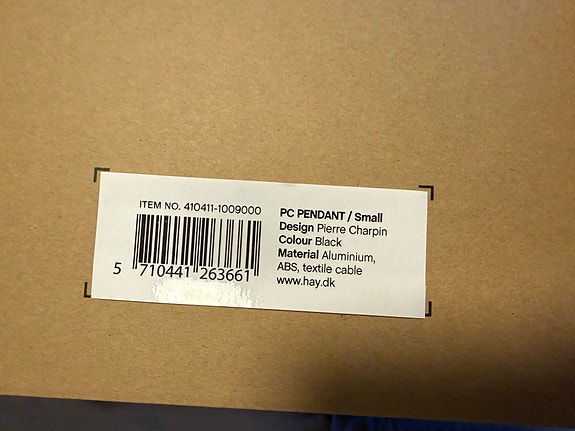 ITEM NO. 410411-1009000
5 710441 263661
PC PENDANT / Small
Design Pierre Charpin
Colour Black
Material Aluminium,
ABS, textile cable
www.hay.dk